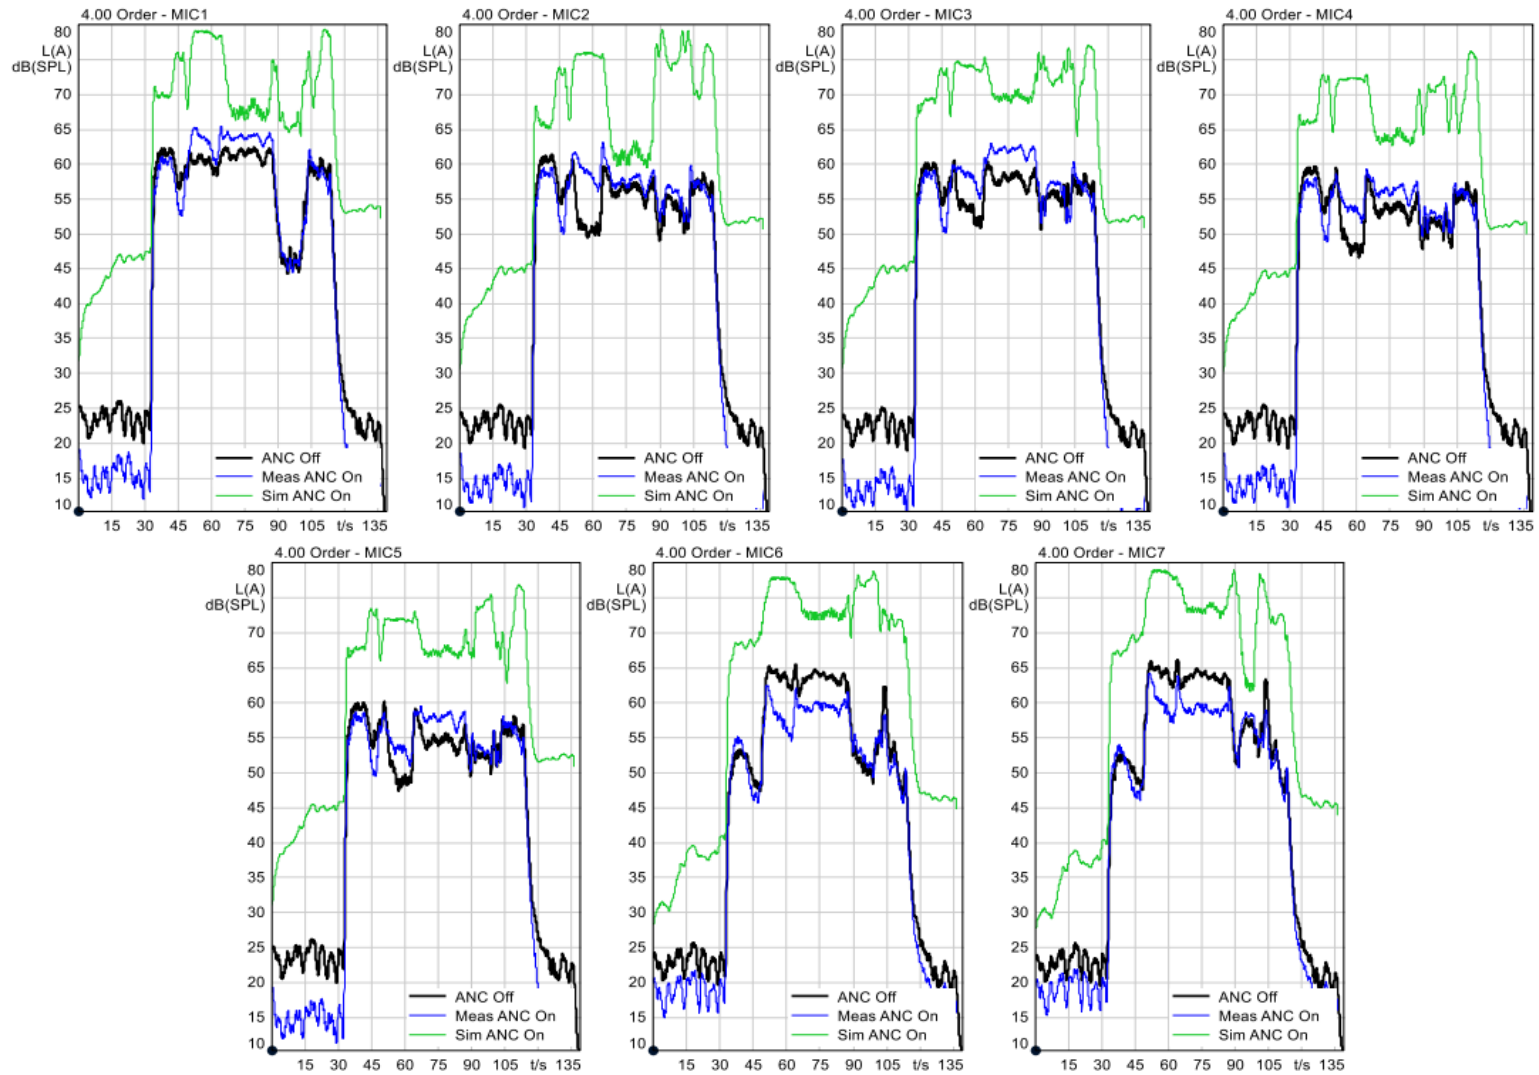 4.00 Order - MIC1
80
L(A)
dB(SPL)
70
65
60
55
50
45
40
35
30
25
20
15
10
ANC Off
Meas ANC On
Sim ANC On
15 30 45 60 75 90 105 t/s 135
4.00 Order - MIC2
80
L(A)
dB(SPL)
70
65
60
55
50
45
40
35
30
25
20
15
10
ANC Off
Meas ANC On
Sim ANC On
15 30 45 60 75 90 105 t/s 135
4.00 Order - MIC3
80
L(A)
dB(SPL)
70
65
60
55
50
45
40
35
30
25
20
15
10
ANC Off
Meas ANC On
Sim ANC On
15 30 45 60 75 90 105 t/s 135
4.00 Order - MIC4
80
L(A)
dB(SPL)
70
65
60
55
50
45
40
35
30
25
20
15
10
ANC Off
Meas ANC On
Sim ANC On
15 30 45 60 75 90 105 t/s 135
4.00 Order - MIC5
80
L(A)
dB(SPL)
70
65
60
55
50
45
40
35
30
25
20
15
10
ANC Off
Meas ANC On
Sim ANC On
15 30 45 60 75 90 105 t/s 135
4.00 Order - MIC6
80
L(A)
dB(SPL)
70
65
60
55
50
45
40
35
30
25
20
15
10
ANC Off
Meas ANC On
Sim ANC On
15 30 45 60 75 90 105 t/s 135
4.00 Order - MIC7
80
L(A)
dB(SPL)
70
65
60
55
50
45
40
35
30
25
20
15
10
ANC Off
Meas ANC On
Sim ANC On
15 30 45 60 75 90 105 t/s 135